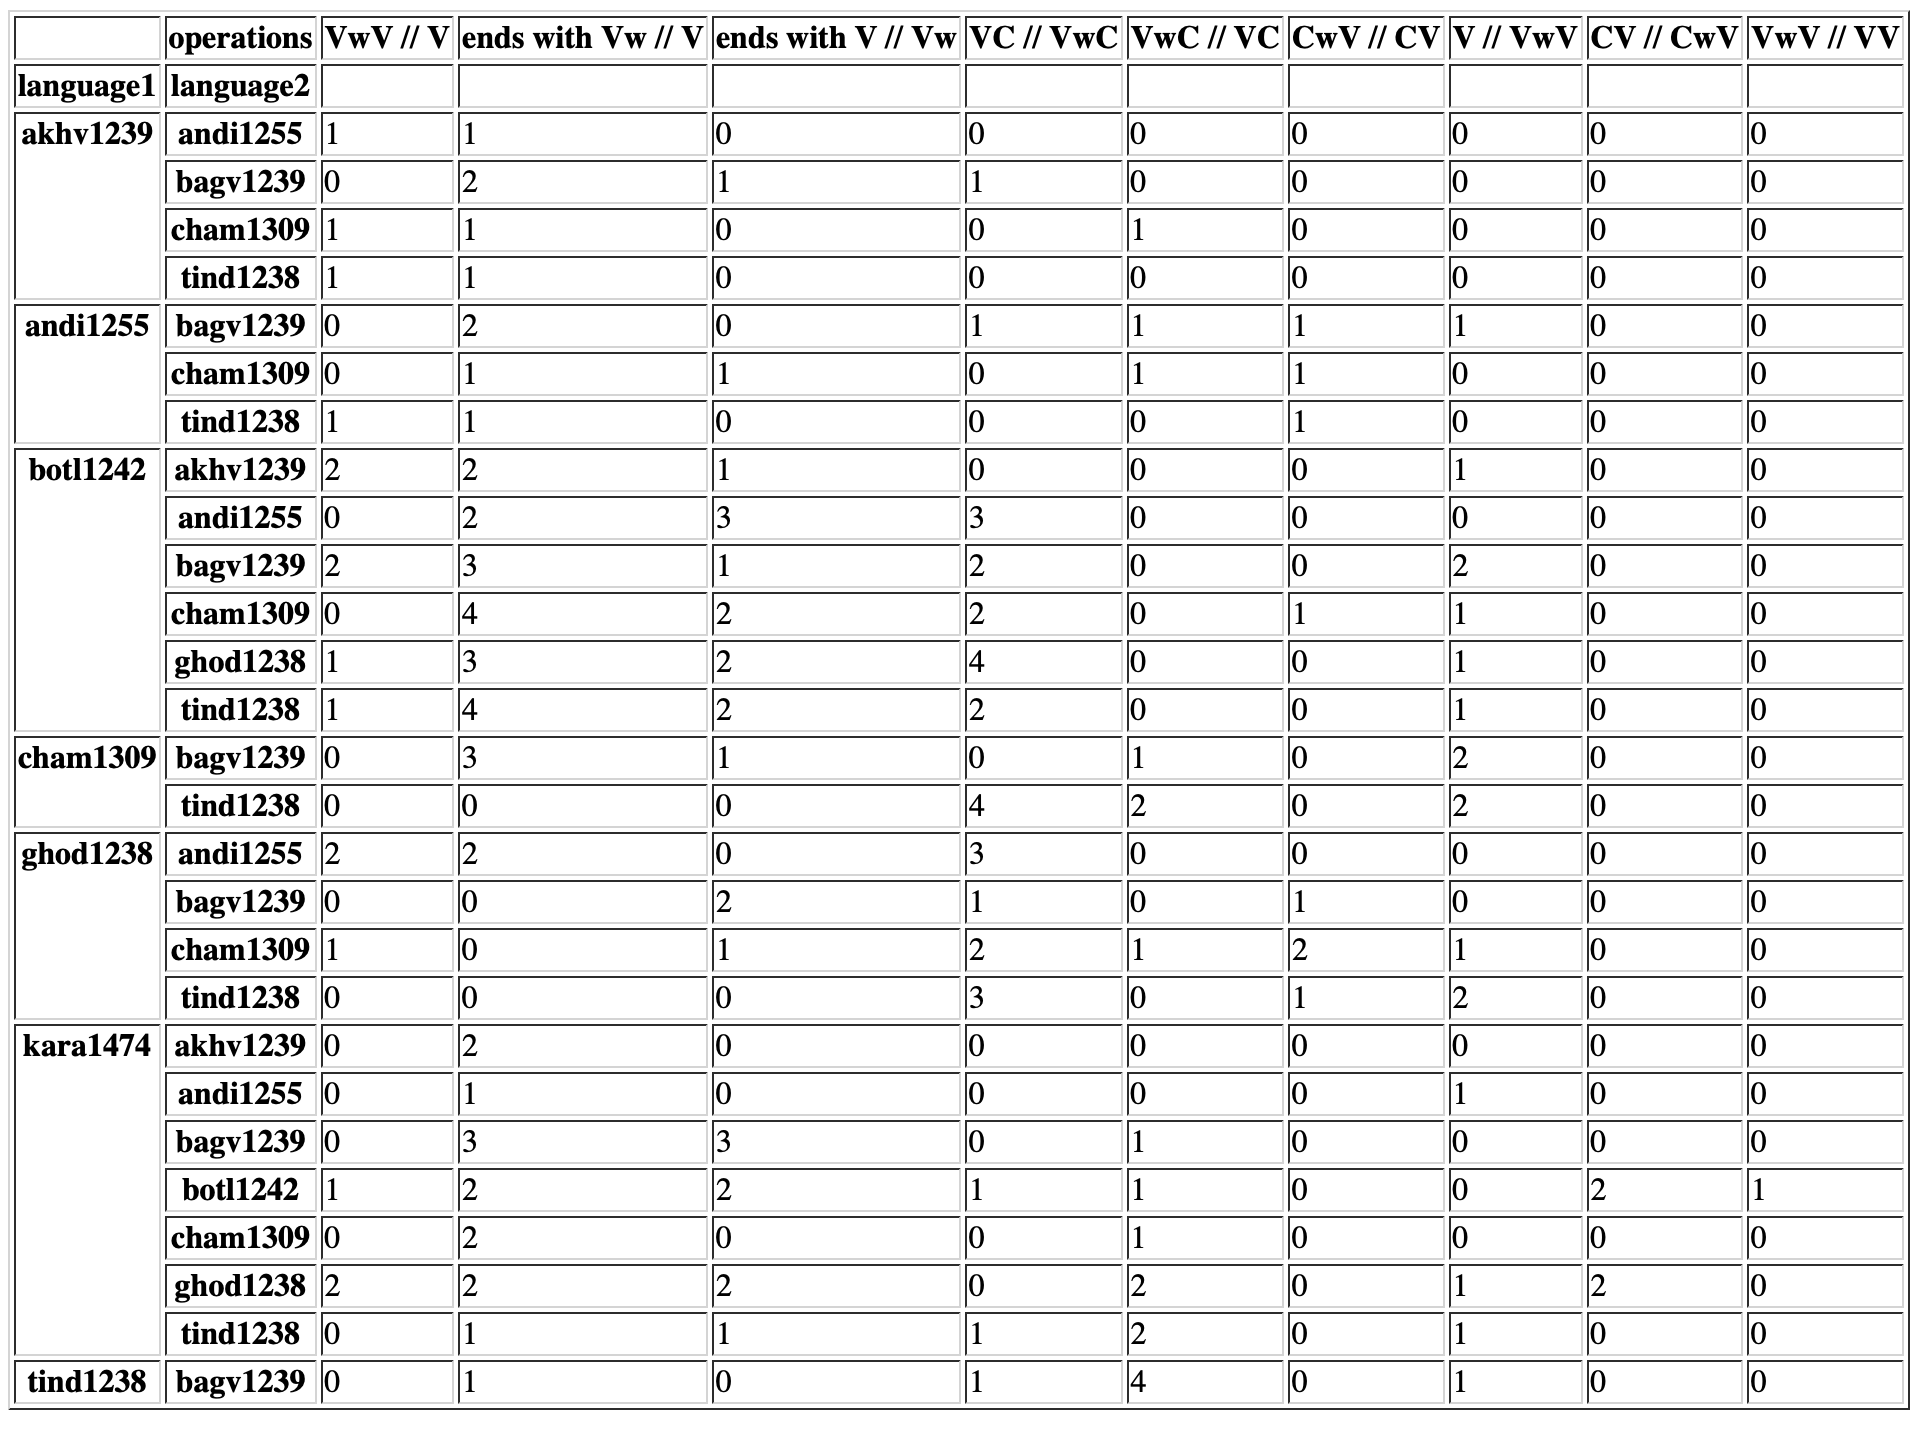 operations VwV // V ends with Vw // V ends with V // Vw VC // VwC VwC // VC CwV // CV V // VwV CV // CwV VwV // VV
language1 language2
akhv1239 andi1255 1 1 0 0 0 0 0 0 0
bagv1239 0 2 1 1 0 0 0 0 0
cham1309 1 1 0 0 1 0 0 0 0
tind1238 1 1 0 0 0 0 0 0 0
andi1255 bagv1239 0 2 0 1 1 1 1 0 0
cham1309 0 1 1 0 1 1 0 0 0
tind1238 1 1 0 0 0 1 0 0 0
botl1242 akhv1239 2 2 1 0 0 0 1 0 0
andi1255 0 2 3 3 0 0 0 0 0
bagv1239 2 3 1 2 0 0 2 0 0
cham1309 0 4 2 2 0 1 1 0 0
ghod1238 1 3 2 4 0 0 1 0 0
tind1238 1 4 2 2 0 0 1 0 0
cham1309 bagv1239 0 3 1 0 1 0 2 0 0
tind1238 0 0 0 4 2 0 2 0 0
ghod1238 andi1255 2 2 0 3 0 0 0 0 0
bagv1239 0 0 2 1 0 1 0 0 0
cham1309 1 0 1 2 1 2 1 0 0
tind1238 0 0 0 3 0 1 2 0 0
kara1474 akhv1239 0 2 0 0 0 0 0 0 0
andi1255 0 1 0 0 0 0 1 0 0
bagv1239 0 3 3 0 1 0 0 0 0
botl1242 1 2 2 1 1 0 0 2 1
cham1309 0 2 0 0 1 0 0 0 0
ghod1238 2 2 2 0 2 0 1 2 0
tind1238 0 1 1 1 2 0 1 0 0
tind1238 bagv1239 0 1 0 1 4 0 1 0 0